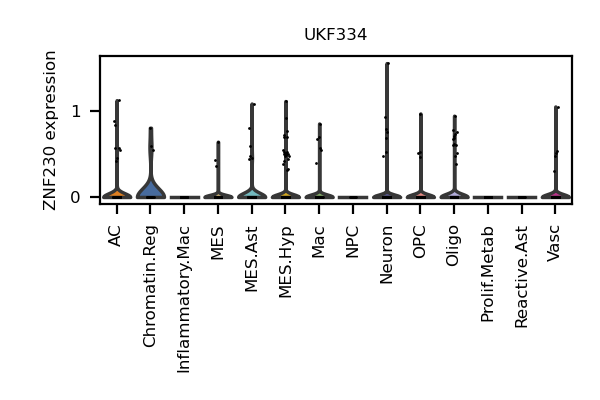 UKF334
ZNF230 expression
1
0
AC
Chromatin.Reg
Inflammatory.Mac
MES
MES.Ast
MES.Hyp
Mac
NPC
Neuron
OPC
Oligo
Prolif.Metab
Reactive.Ast
Vasc